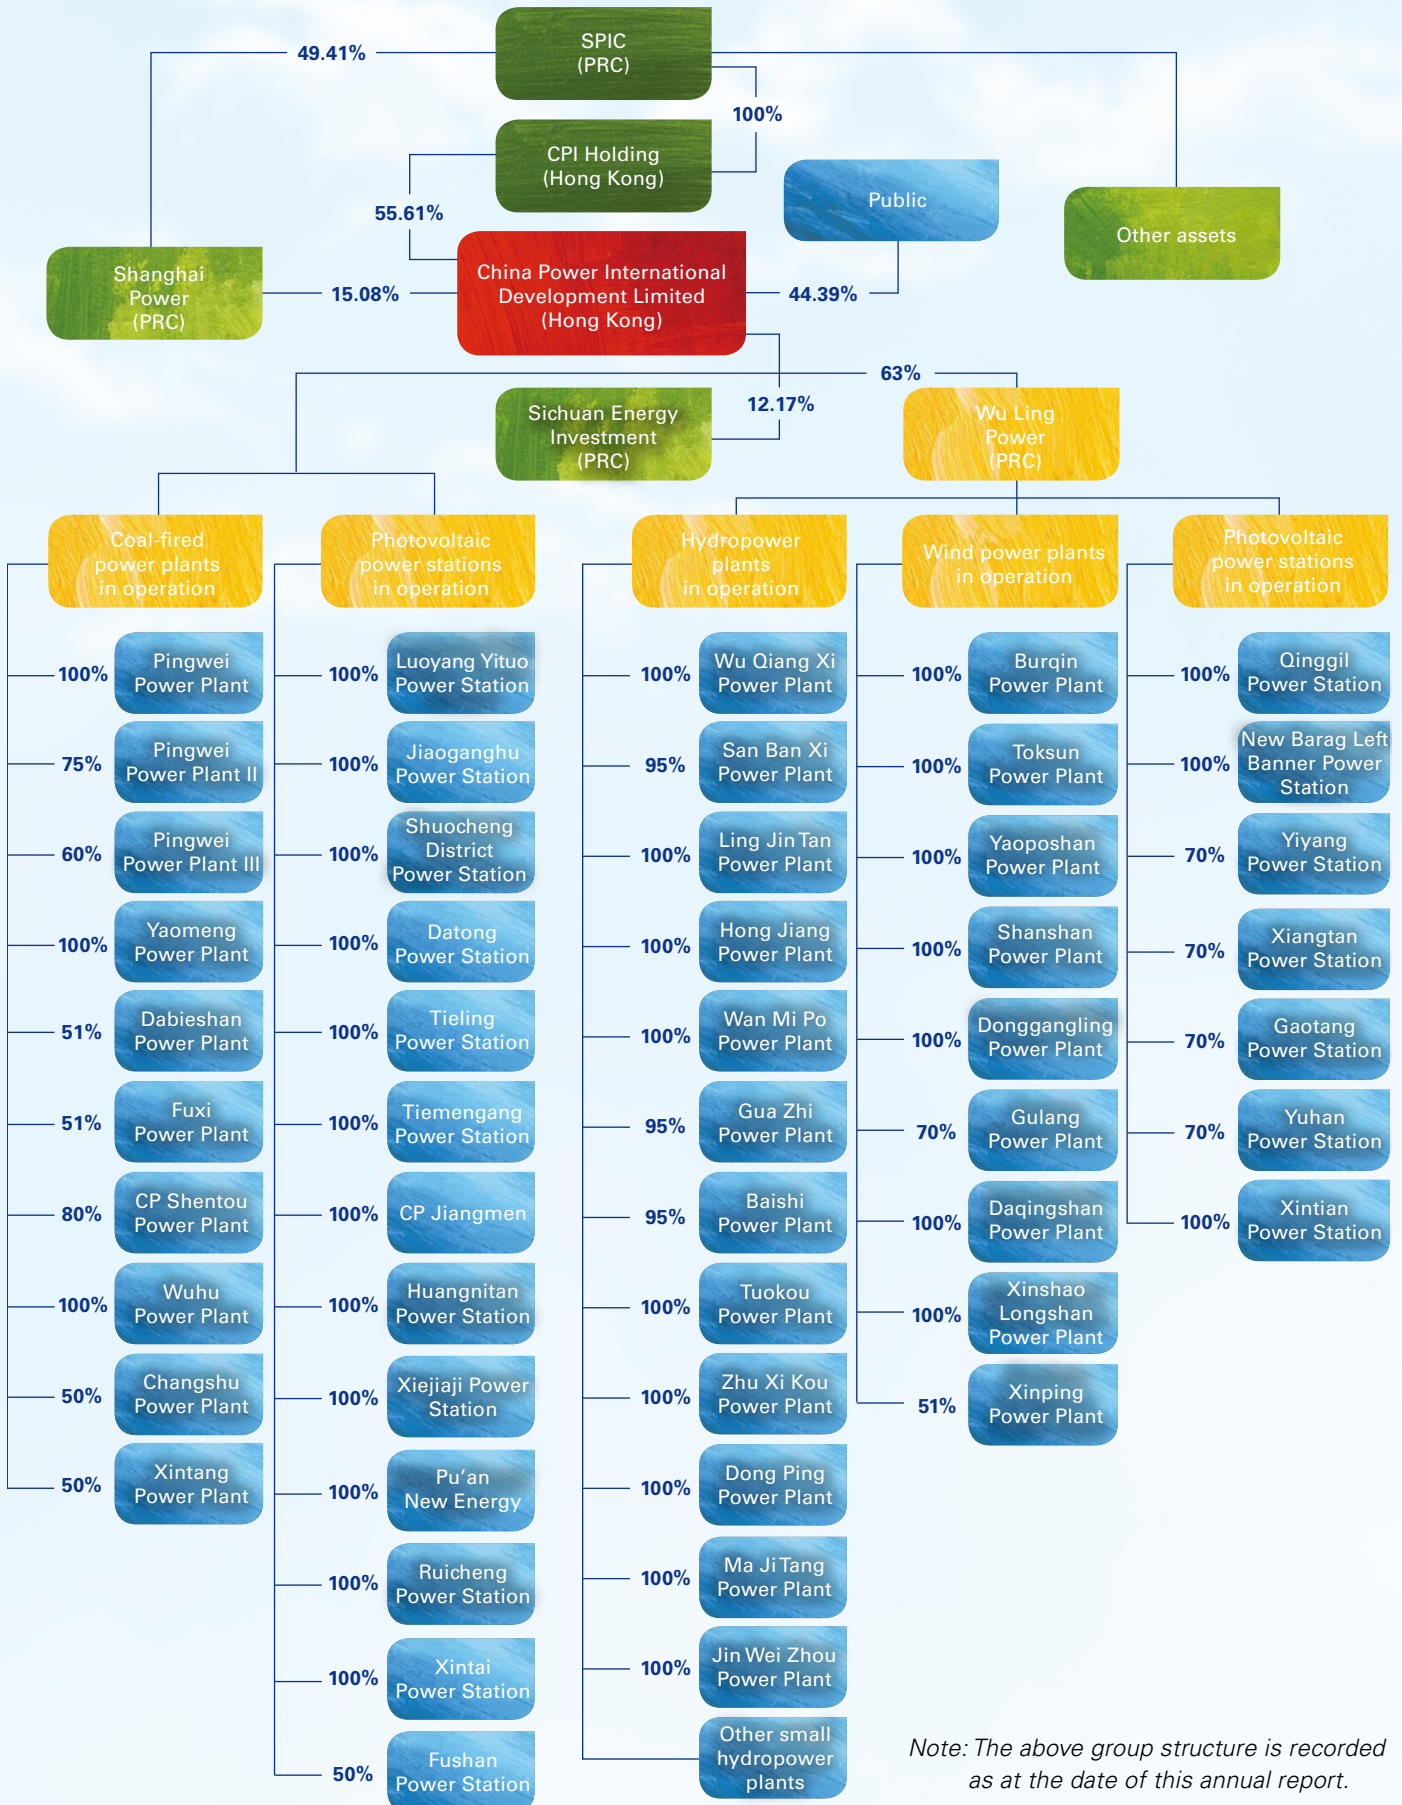 SPIC
(PRC)
49.41%
100%
CPI Holding
(Hong Kong)
55.61%
Public
Other assets
Shanghai
Power
(PRC)
15.08%
China Power International
Development Limited
(Hong Kong)
44.39%
63%
12.17%
Sichuan Energy
Investment
(PRC)
Wu Ling
Power
(PRC)
Coal-fired
power plants
in operation
100%
Pingwei
Power Plant
75%
Pingwei
Power Plant II
60%
Pingwei
Power Plant III
100%
Yaomeng
Power Plant
51%
Dabieshan
Power Plant
51%
Fuxi
Power Plant
80%
CP Shentou
Power Plant
100%
Wuhu
Power Plant
50%
Changshu
Power Plant
50%
Xintang
Power Plant
Photovoltaic
power stations
in operation
100%
Luoyang Yituo
Power Station
100%
Jiaoganghu
Power Station
100%
Shuocheng
District
Power Station
100%
Datong
Power Station
100%
Tieling
Power Station
100%
Tiemengang
Power Station
100%
CP Jiangmen
100%
Huangnitan
Power Station
100%
Xiejiaji Power
Station
100%
Pu’an
New Energy
100%
Ruicheng
Power Station
100%
Xintai
Power Station
50%
Fushan
Power Station
Hydropower
plants
in operation
100%
Wu Qiang Xi
Power Plant
95%
San Ban Xi
Power Plant
100%
Ling Jin Tan
Power Plant
100%
Hong Jiang
Power Plant
100%
Wan Mi Po
Power Plant
95%
Gua Zhi
Power Plant
95%
Baishi
Power Plant
100%
Tuokou
Power Plant
100%
Zhu Xi Kou
Power Plant
100%
Dong Ping
Power Plant
100%
Ma Ji Tang
Power Plant
100%
Jin Wei Zhou
Power Plant
Other small
hydropower
plants
Wind power plants
in operation
100%
Burqin
Power Plant
100%
Toksun
Power Plant
100%
Yaoposhan
Power Plant
100%
Shanshan
Power Plant
100%
Donggangling
Power Plant
70%
Gulang
Power Plant
100%
Daqingshan
Power Plant
100%
Xinshao
Longshan
Power Plant
51%
Xinping
Power Plant
Photovoltaic
power stations
in operation
100%
Qinggil
Power Station
100%
New Barag Left
Banner Power
Station
70%
Yiyang
Power Station
70%
Xiangtan
Power Station
70%
Gaotang
Power Station
70%
Yuhan
Power Station
100%
Xintian
Power Station
Note: The above group structure is recorded
as at the date of this annual report.